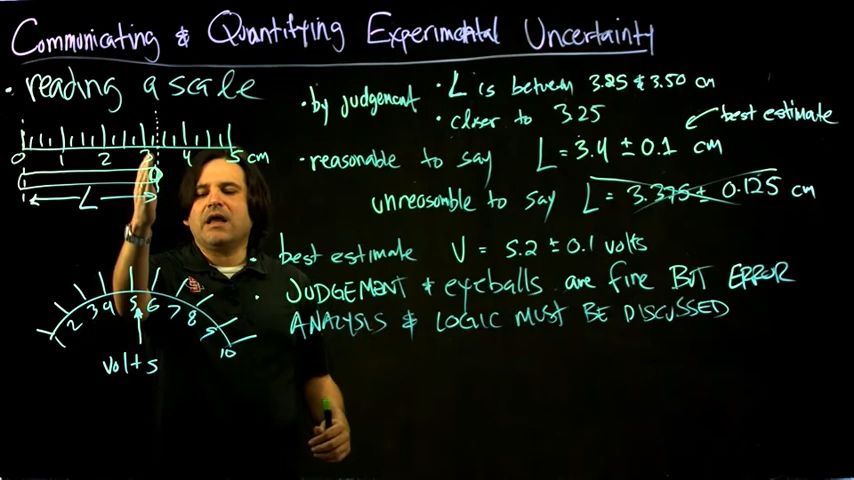 Communicating & Quantifying Experimental Uncertainty
• reading a scale
• by judgement • L is between 3.25 & 3.50 cm
• closer to 3.25
best estimate
• reasonable to say L = 3.4 ± 0.1 cm
unreasonble to say L = 3.375 ± 0.125 cm
0 1 2 3 4 5 cm
L
• best estimate V = 5.2 ± 0.1 volts
• JUDGEMENT & eyeballs are fine BUT ERROR
ANALYSIS & LOGIC MUST BE DISCUSSED
2 3 4 5 6 7 8 9 10
volts